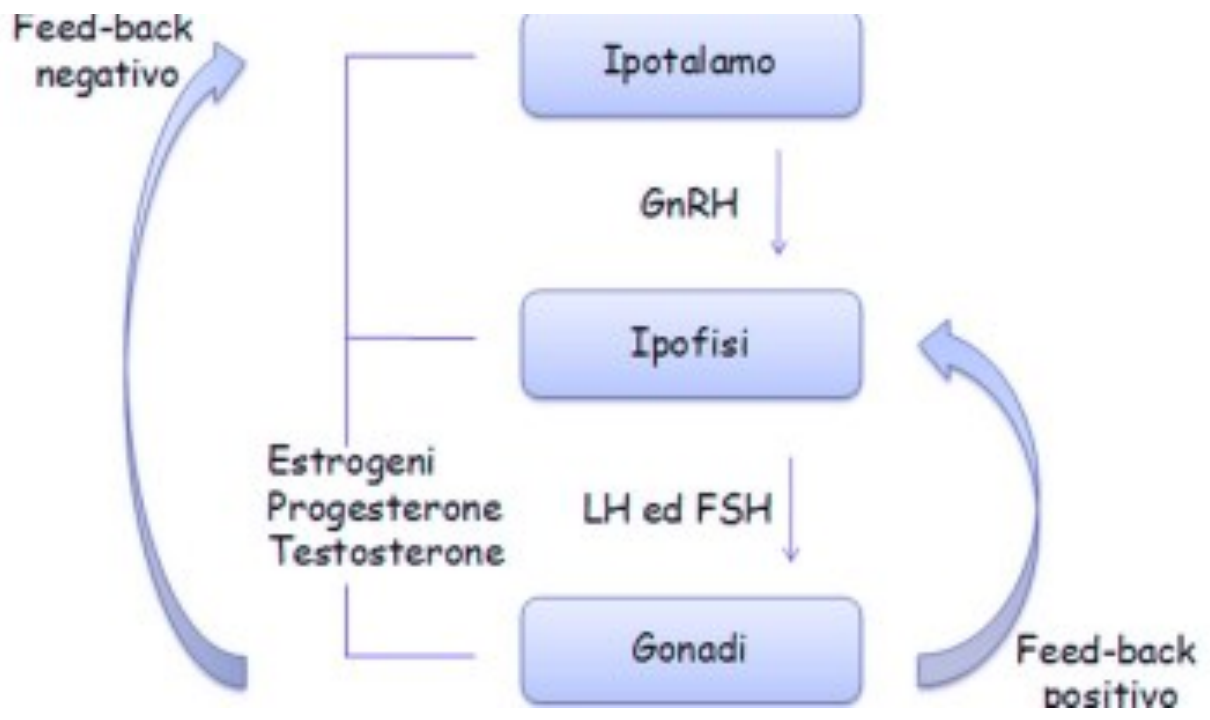 Feed-back
negativo
Ipotalamo
GnRH
Ipofisi
Estrogeni
Progesterone
Testosterone
LH ed FSH
Gonadi
Feed-back
positivo